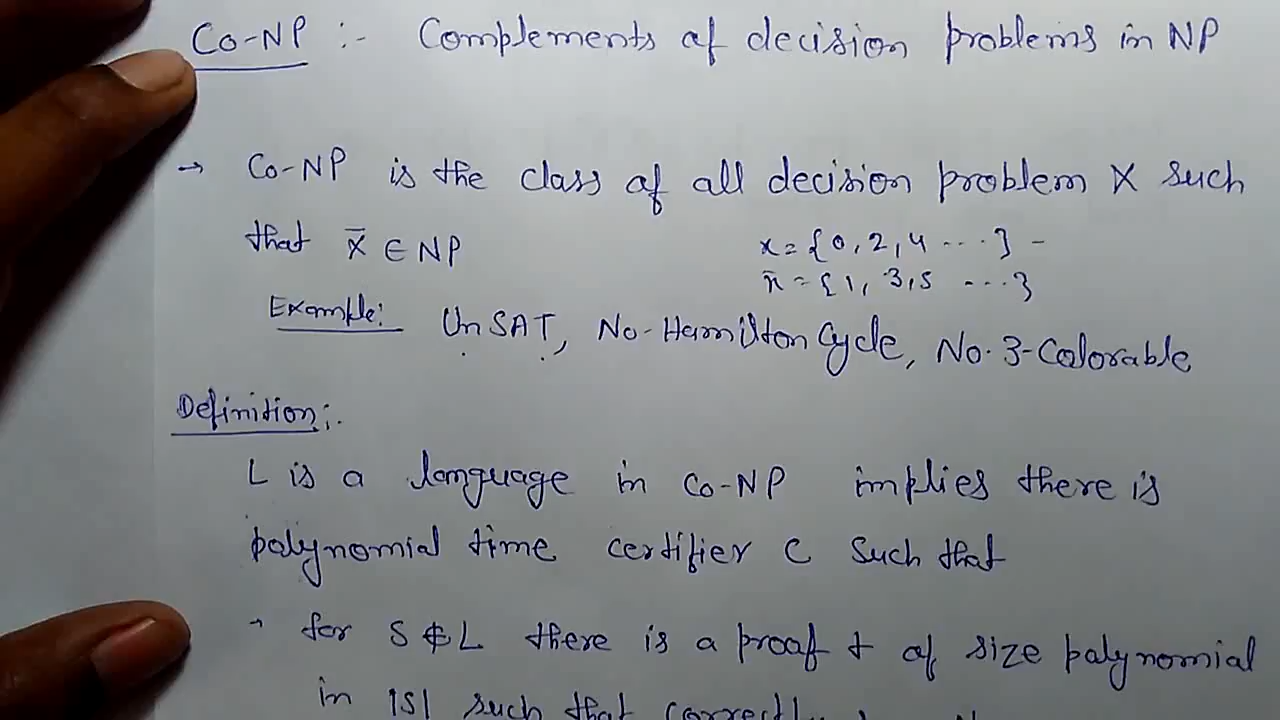 Co-NP :- Complements of decision problems in NP
→ Co-NP is the class of all decision problem X such
that X̄ ∈ NP
x = {0, 2, 4 ....} -
x̄ = {1, 3, 5 ...}
Example: UnSAT, No-Hamilton Cycle, No. 3-Colorable
Definition:.
L is a language in Co-NP implies there is
polynomial time certifier C such that
for S ∉ L there is a proof t of size polynomial
in |S| such that correctly